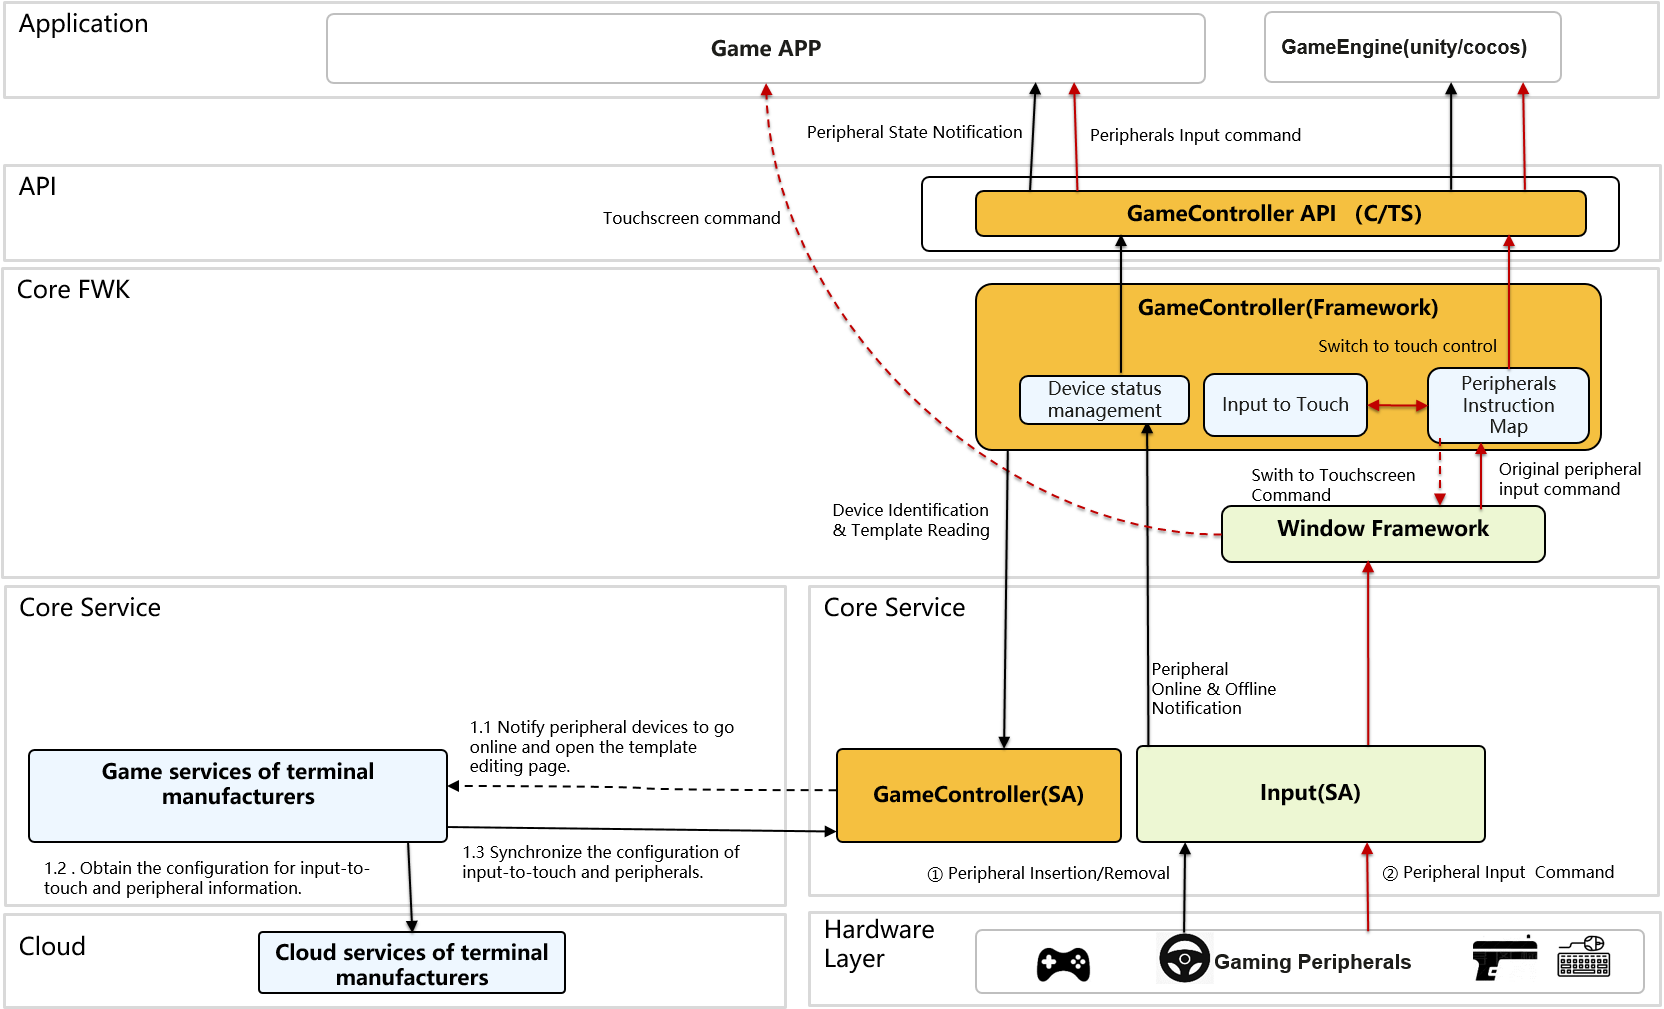 Application
Game APP
GameEngine(unity/cocos)
Peripheral State Notification
Peripherals Input command
API
Touchscreen command
GameController API (C/TS)
Core FWK
GameController(Framework)
Switch to touch control
Device status
management
Input to Touch
Peripherals
Instruction
Map
Swith to Touchscreen
Command
Original peripheral
input command
Device Identification
& Template Reading
Window Framework
Core Service
Core Service
Peripheral
Online & Offline
Notification
1.1 Notify peripheral devices to go
online and open the template
editing page.
Game services of terminal
manufacturers
GameController(SA)
Input(SA)
1.2 . Obtain the configuration for input-to-
touch and peripheral information.
1.3 Synchronize the configuration of
input-to-touch and peripherals.
① Peripheral Insertion/Removal
② Peripheral Input Command
Cloud
Cloud services of terminal
manufacturers
Hardware
Layer
Gaming Peripherals